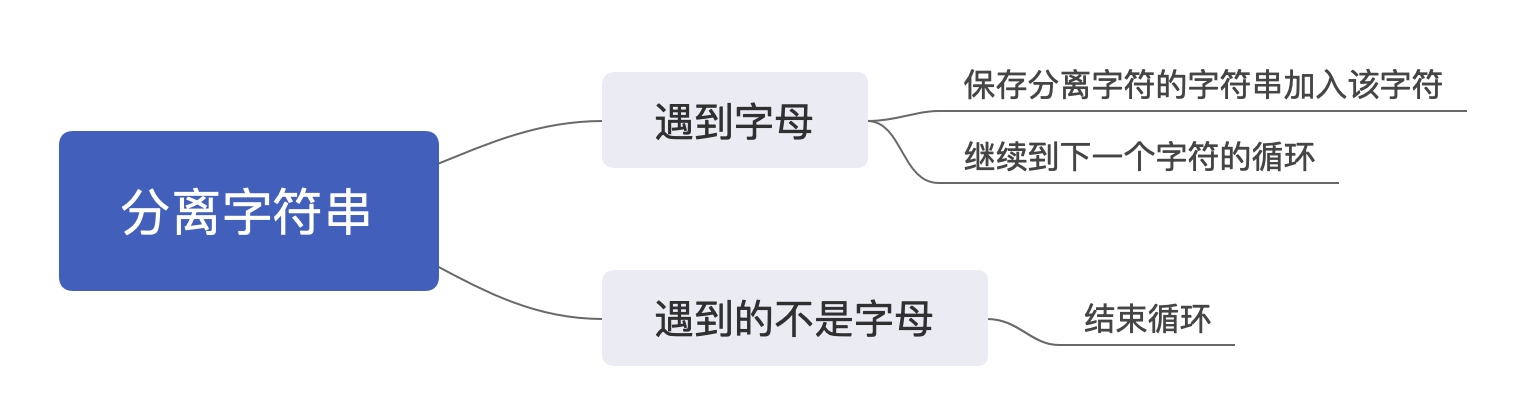 分离字符串
遇到字母
保存分离字符的字符串加入该字符
继续到下一个字符的循环
遇到的不是字母
结束循环